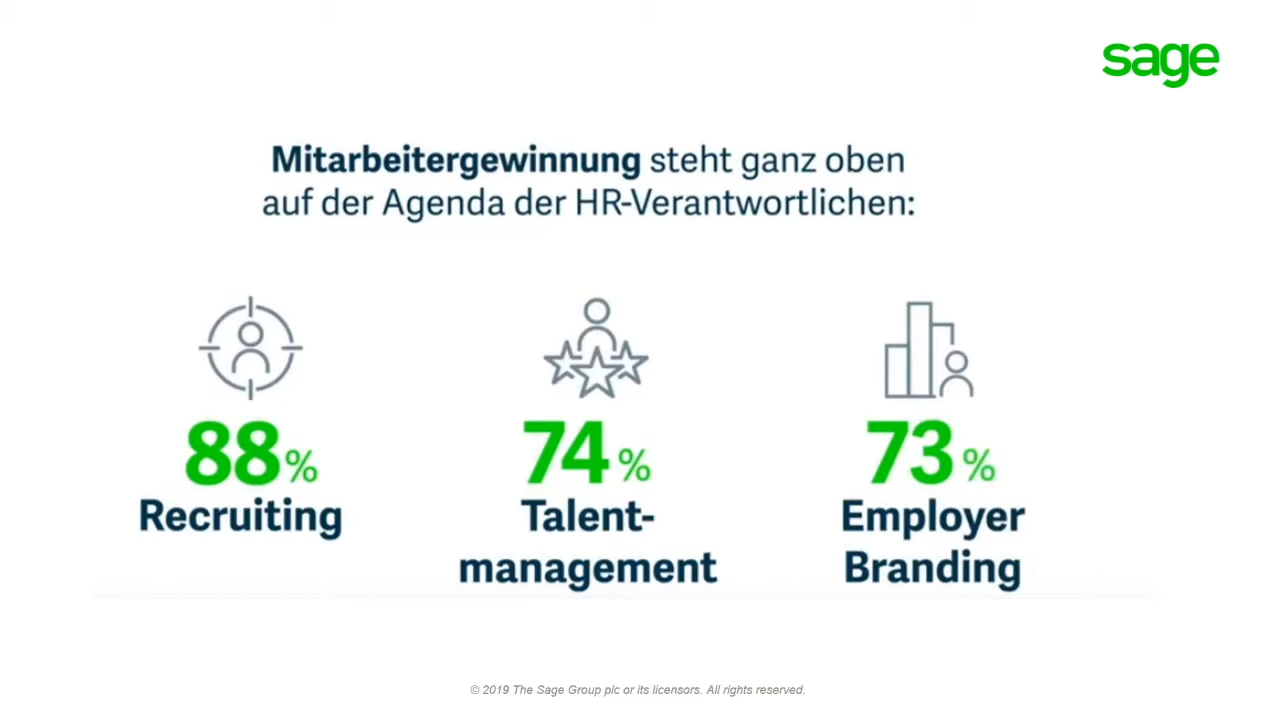 sage
Mitarbeitergewinnung steht ganz oben
auf der Agenda der HR-Verantwortlichen:
88 %
Recruiting
74 %
Talent-
management
73 %
Employer
Branding
© 2019 The Sage Group plc or its licensors. All rights reserved.